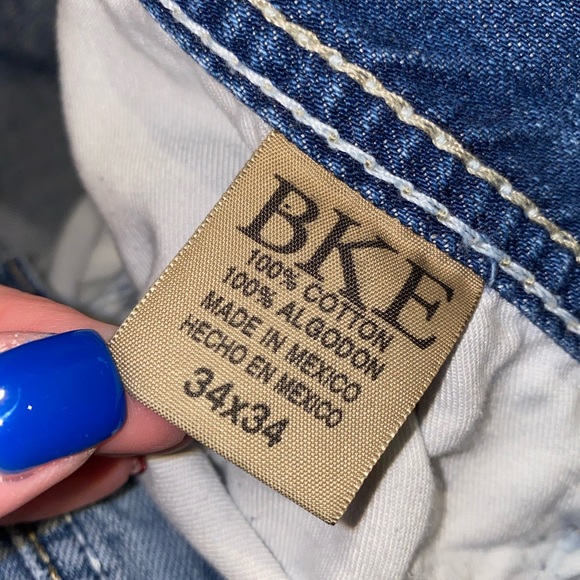 BKE
100% COTTON
100% ALGODON
MADE IN MEXICO
HECHO EN MEXICO
34x34